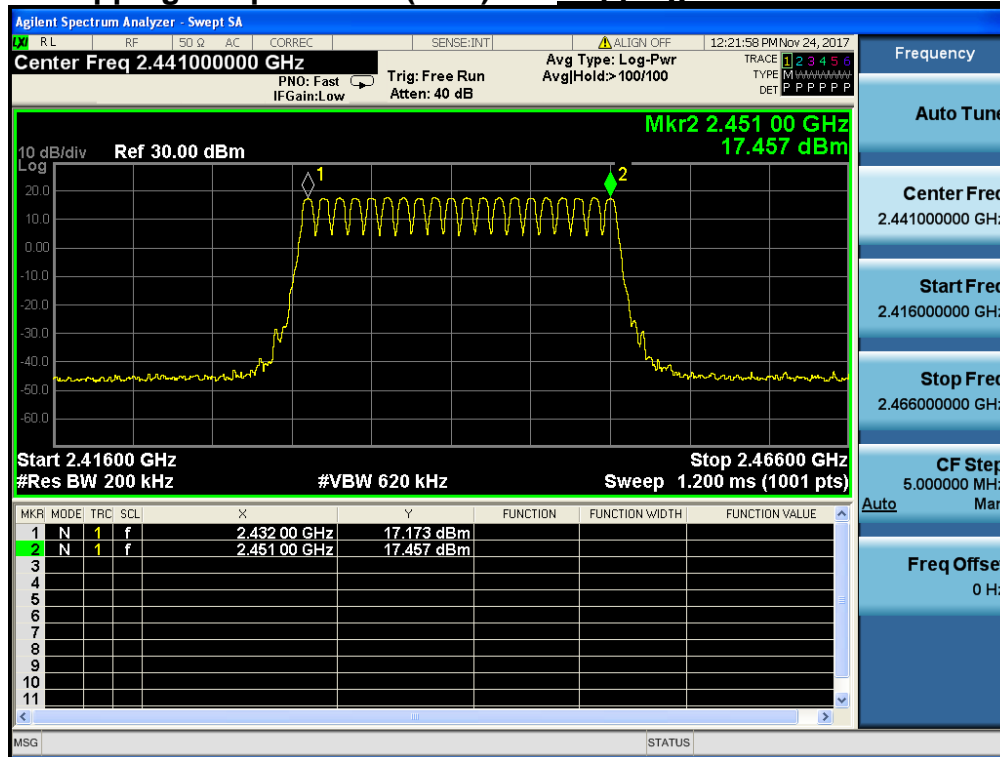 Agilent Spectrum Analyzer - Swept SA
LXI RL RF 50 Ω AC CORREC SENSE:INT ALIGN OFF 12:21:58 PM Nov 24, 2017
Center Freq 2.441000000 GHz
PNO: Fast
IFGain:Low
Trig: Free Run
Atten: 40 dB
Avg Type: Log-Pwr
Avg|Hold:>100/100
TRACE 1 2 3 4 5 6
TYPE M WWWWW
DET P P P P P P
Mkr2 2.451 00 GHz
17.457 dBm
10 dB/div Ref 30.00 dBm
Log
20.0
10.0
0.00
-10.0
-20.0
-30.0
-40.0
-50.0
-60.0
1
2
Start 2.41600 GHz
Stop 2.46600 GHz
#Res BW 200 kHz #VBW 620 kHz Sweep 1.200 ms (1001 pts)
MKR MODE TRC SCL X Y FUNCTION FUNCTION WIDTH FUNCTION VALUE
1 N 1 f 2.432 00 GHz 17.173 dBm
2 N 1 f 2.451 00 GHz 17.457 dBm
3
4
5
6
7
8
9
10
11
MSG STATUS
Frequency
Auto Tune
Center Freq
2.441000000 GHz
Start Freq
2.416000000 GHz
Stop Freq
2.466000000 GHz
CF Step
5.000000 MHz
Auto Man
Freq Offset
0 Hz